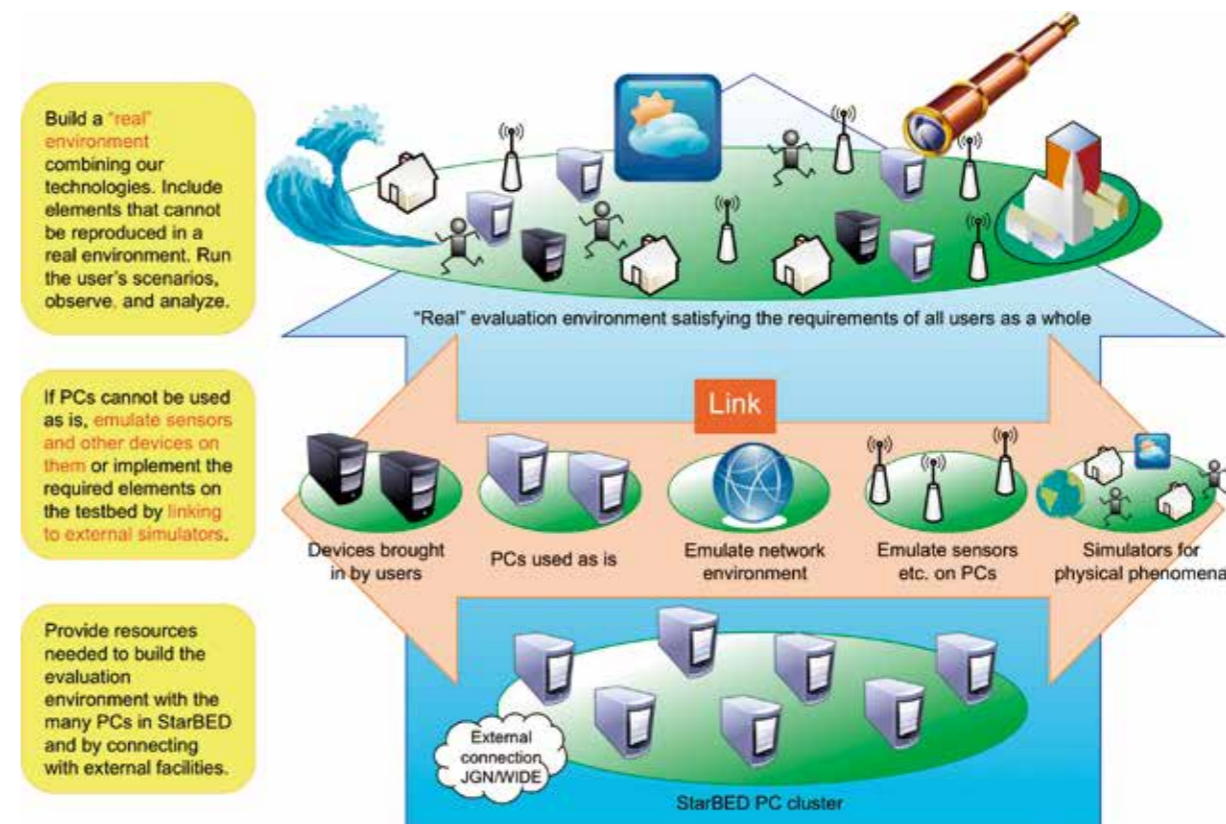 Build a "real"
environment
combining our
technologies. Include
elements that cannot
be reproduced in a
real environment. Run
the user's scenarios,
observe, and analyze.
"Real" evaluation environment satisfying the requirements of all users as a whole
If PCs cannot be used
as is, emulate sensors
and other devices on
them or implement the
required elements on
the testbed by linking
to external simulators.
Link
Devices brought
in by users
PCs used as is
Emulate network
environment
Emulate sensors
etc. on PCs
Simulators for
physical phenomena
Provide resources
needed to build the
evaluation
environment with the
many PCs in StarBED
and by connecting
with external facilities.
External
connection
JGN/WIDE
StarBED PC cluster